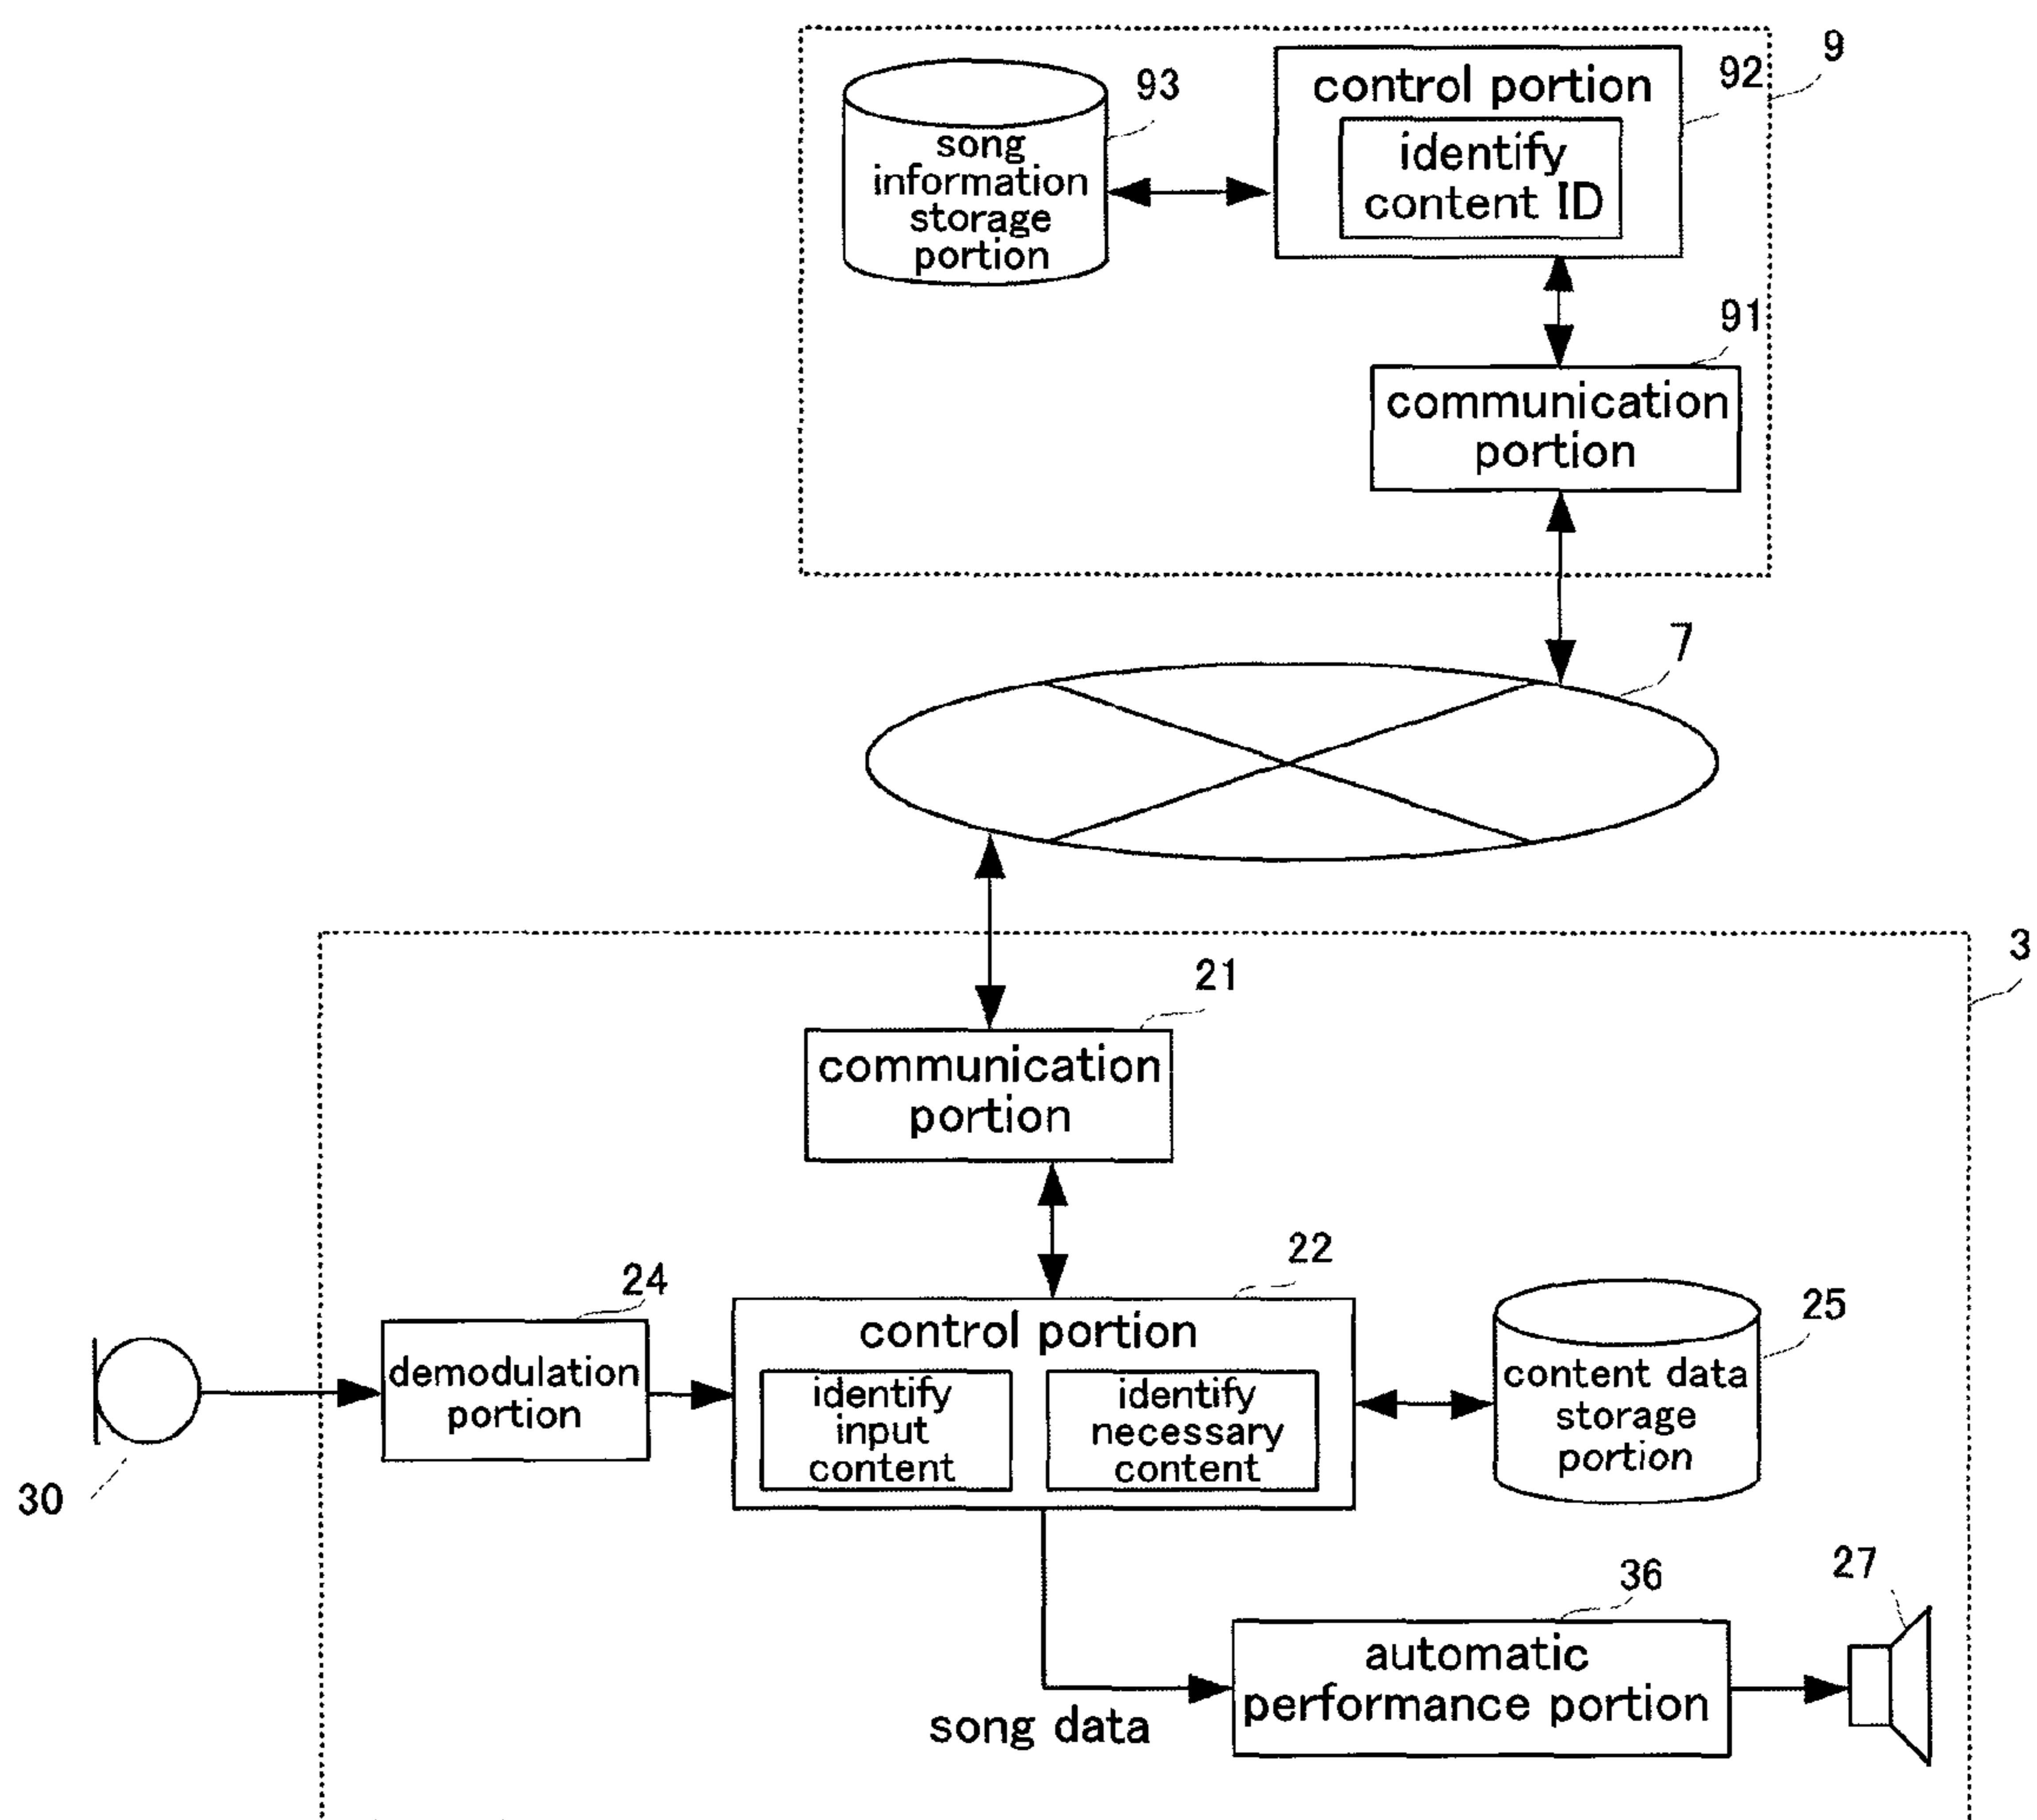 9
93
92
control portion
identify
content ID
song
information
storage
portion
91
communication
portion
7
3
21
communication
portion
22
24
25
control portion
demodulation
portion
identify
input
content
identify
necessary
content
content data
storage
portion
30
36
27
automatic
performance portion
song data